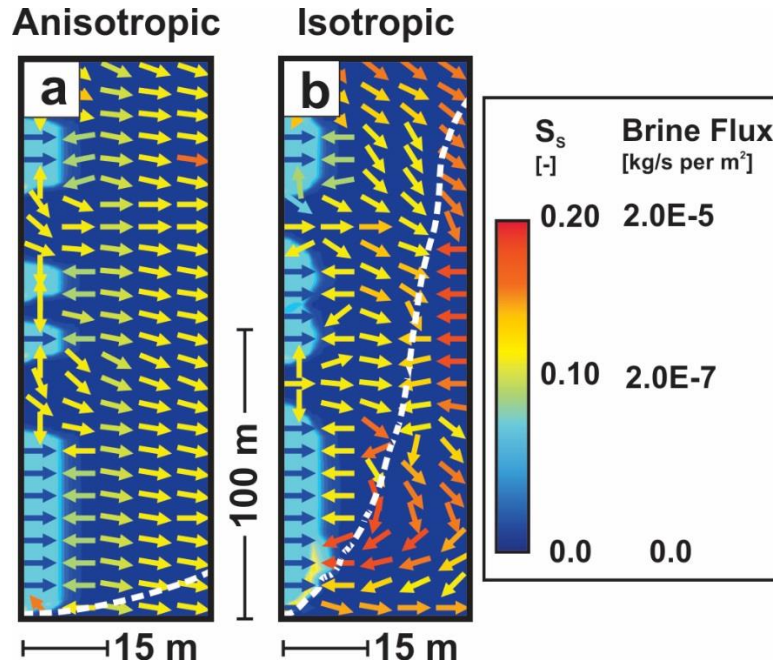 Anisotropic Isotropic
a b
Sₛ Brine Flux
[-] [kg/s per m²]
0.20 2.0E-5
0.10 2.0E-7
0.0 0.0
100 m
15 m 15 m